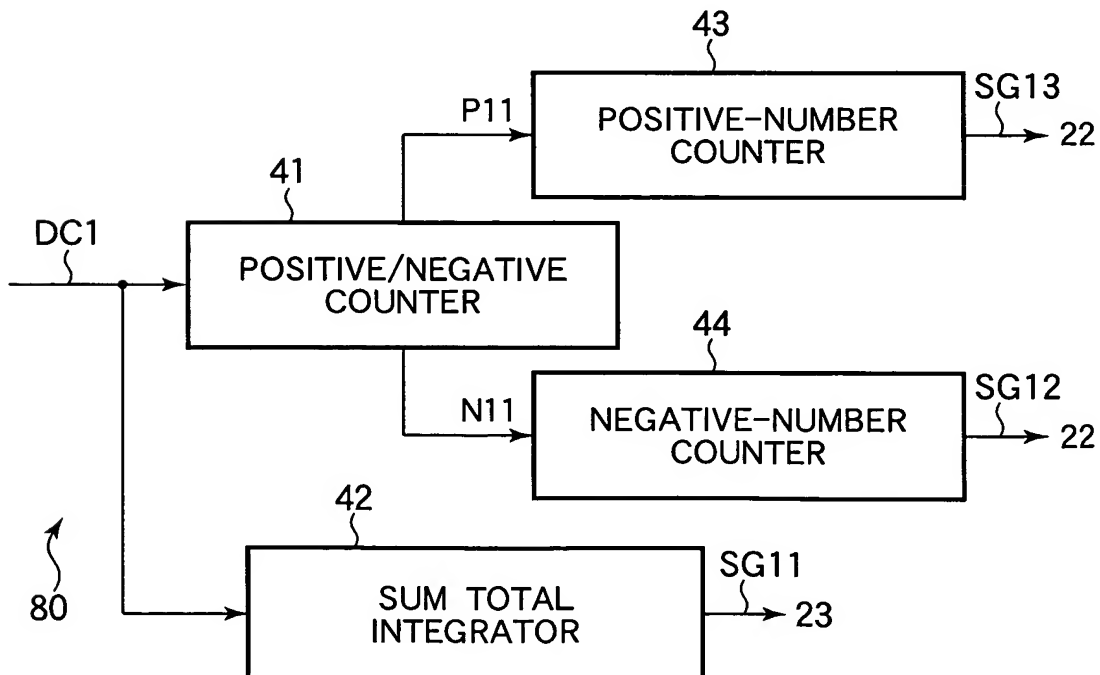 43
P11
POSITIVE-NUMBER
COUNTER
SG13
22
41
DC1
POSITIVE/NEGATIVE
COUNTER
44
N11
NEGATIVE-NUMBER
COUNTER
SG12
22
42
80
SUM TOTAL
INTEGRATOR
SG11
23